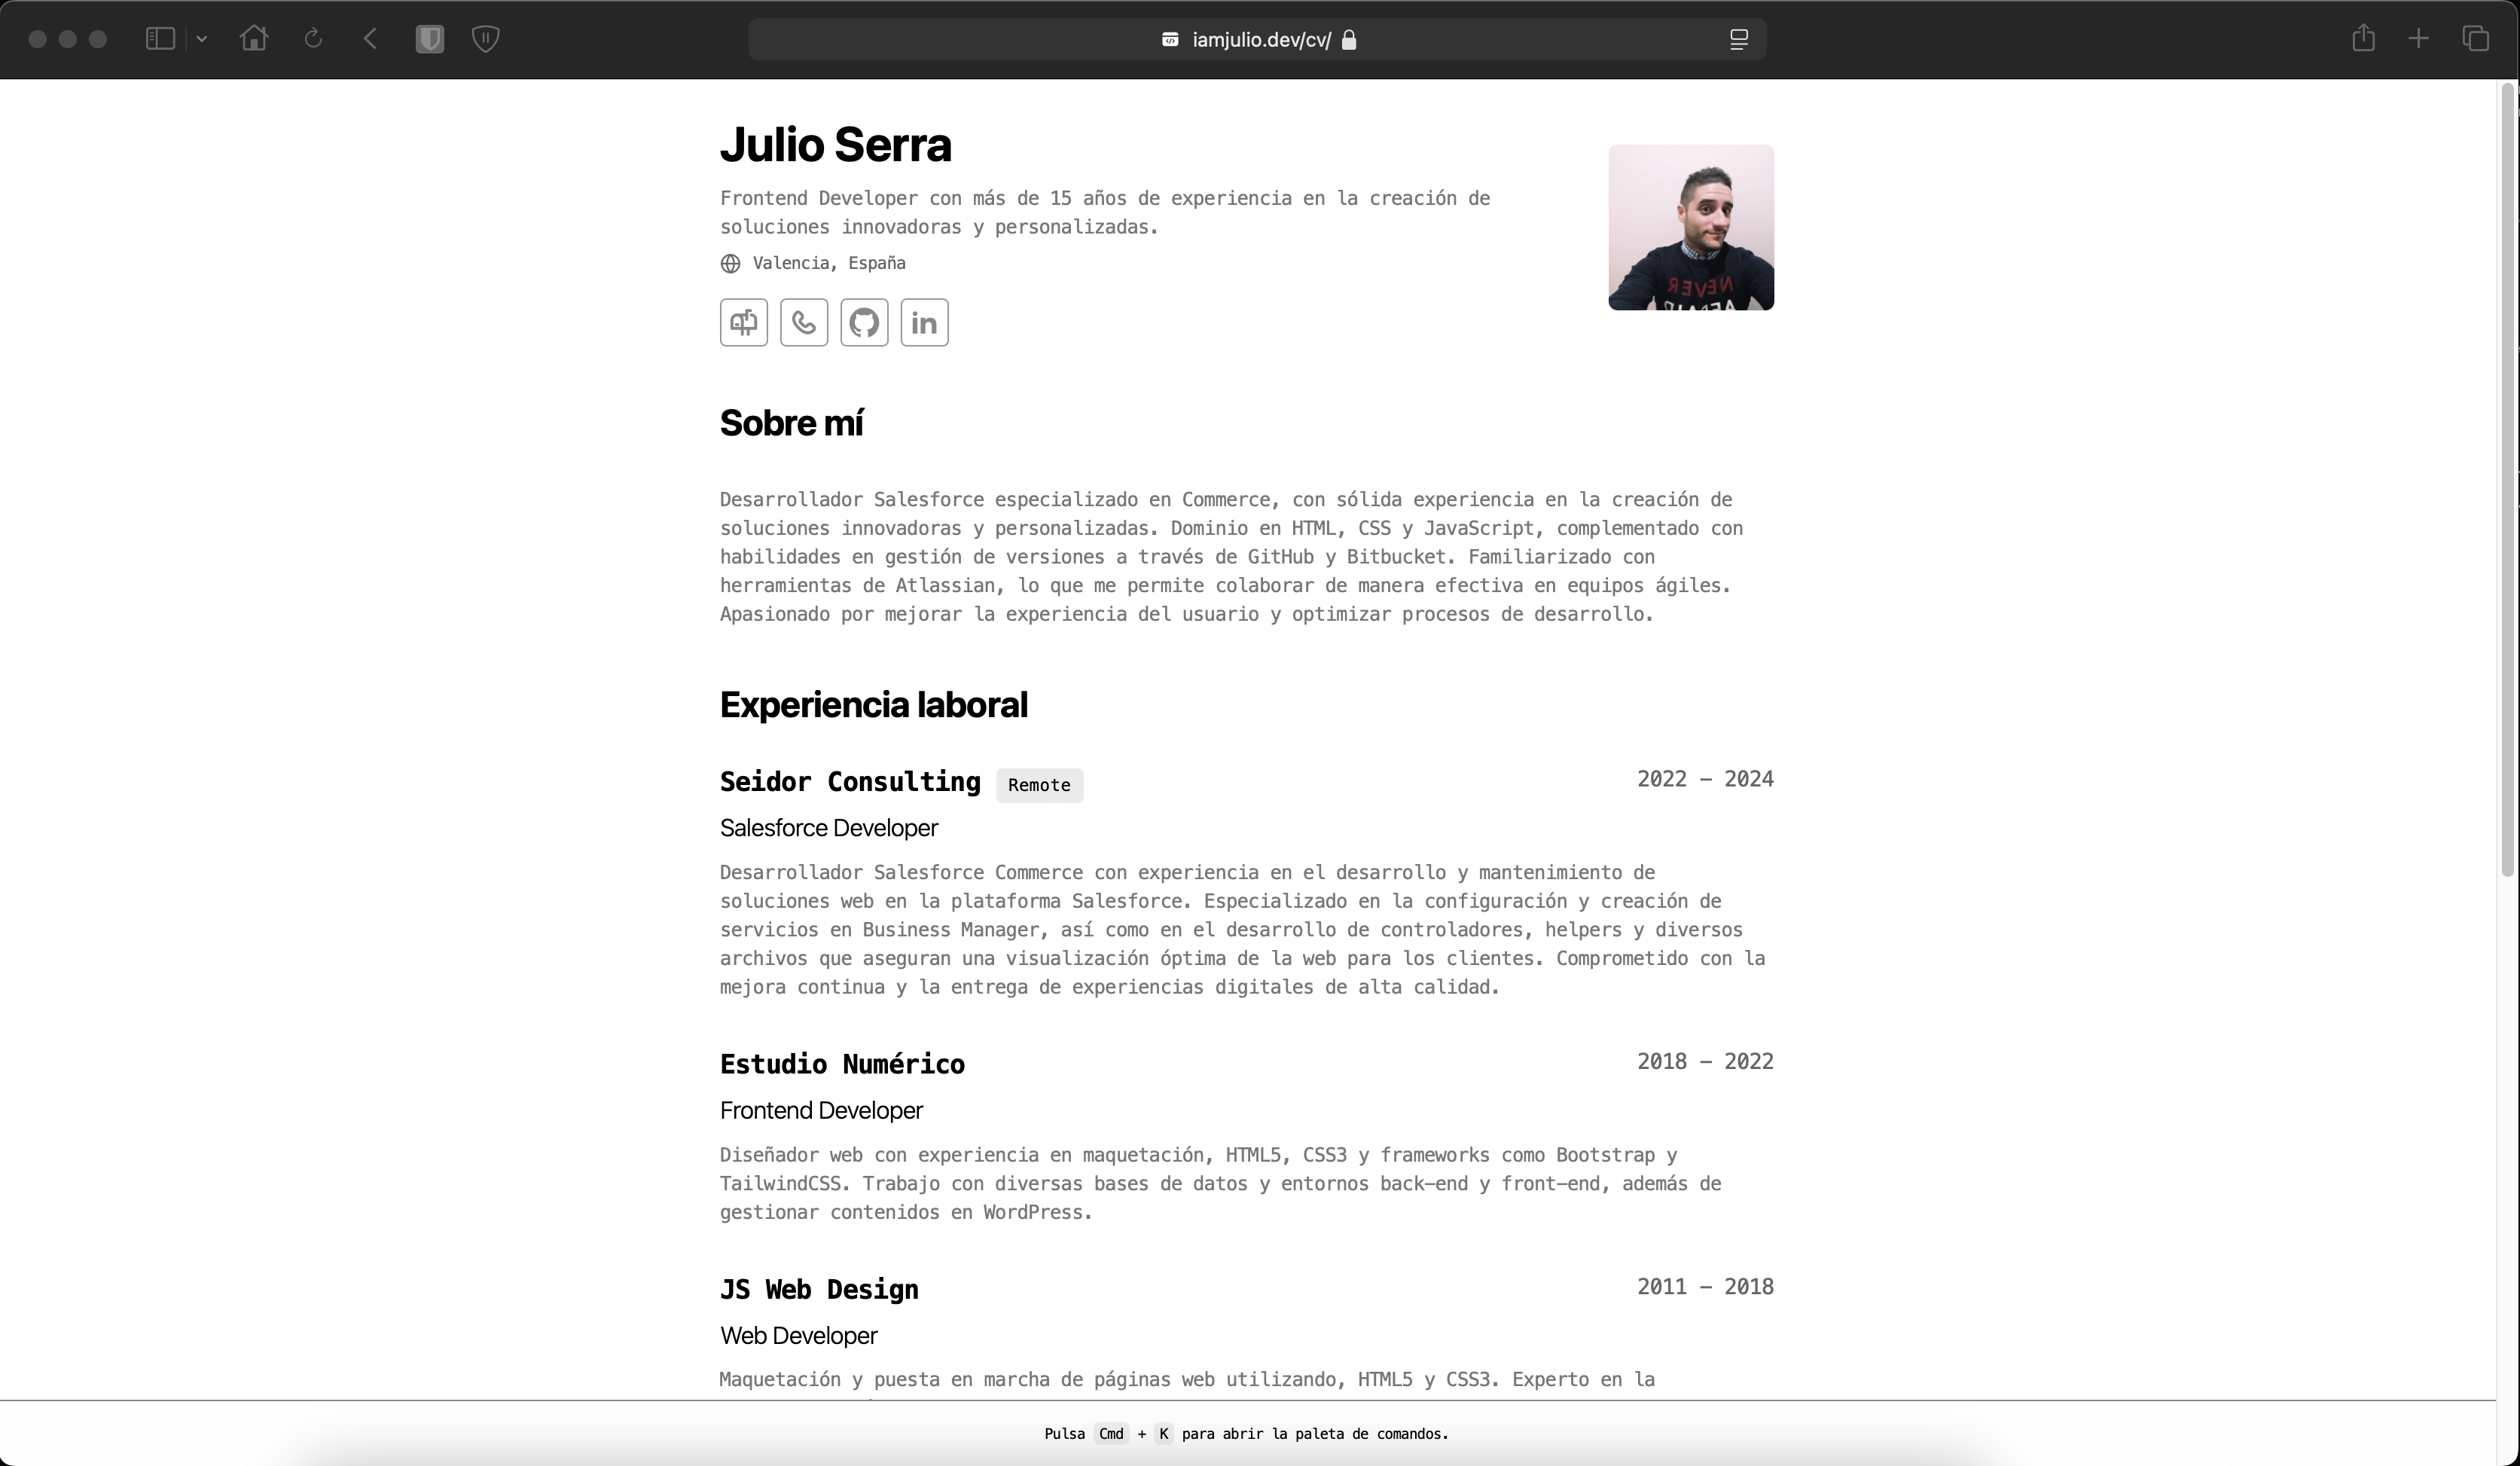 iamjulio.dev/cv/
Julio Serra
Frontend Developer con más de 15 años de experiencia en la creación de
soluciones innovadoras y personalizadas.
Valencia, España
in
Sobre mí
Desarrollador Salesforce especializado en Commerce, con sólida experiencia en la creación de
soluciones innovadoras y personalizadas. Dominio en HTML, CSS y JavaScript, complementado con
habilidades en gestión de versiones a través de GitHub y Bitbucket. Familiarizado con
herramientas de Atlassian, lo que me permite colaborar de manera efectiva en equipos ágiles.
Apasionado por mejorar la experiencia del usuario y optimizar procesos de desarrollo.
Experiencia laboral
Seidor Consulting Remote 2022 - 2024
Salesforce Developer
Desarrollador Salesforce Commerce con experiencia en el desarrollo y mantenimiento de
soluciones web en la plataforma Salesforce. Especializado en la configuración y creación de
servicios en Business Manager, así como en el desarrollo de controladores, helpers y diversos
archivos que aseguran una visualización óptima de la web para los clientes. Comprometido con la
mejora continua y la entrega de experiencias digitales de alta calidad.
Estudio Numérico 2018 - 2022
Frontend Developer
Diseñador web con experiencia en maquetación, HTML5, CSS3 y frameworks como Bootstrap y
TailwindCSS. Trabajo con diversas bases de datos y entornos back-end y front-end, además de
gestionar contenidos en WordPress.
JS Web Design 2011 - 2018
Web Developer
Maquetación y puesta en marcha de páginas web utilizando, HTML5 y CSS3. Experto en la
Pulsa Cmd + K para abrir la paleta de comandos.